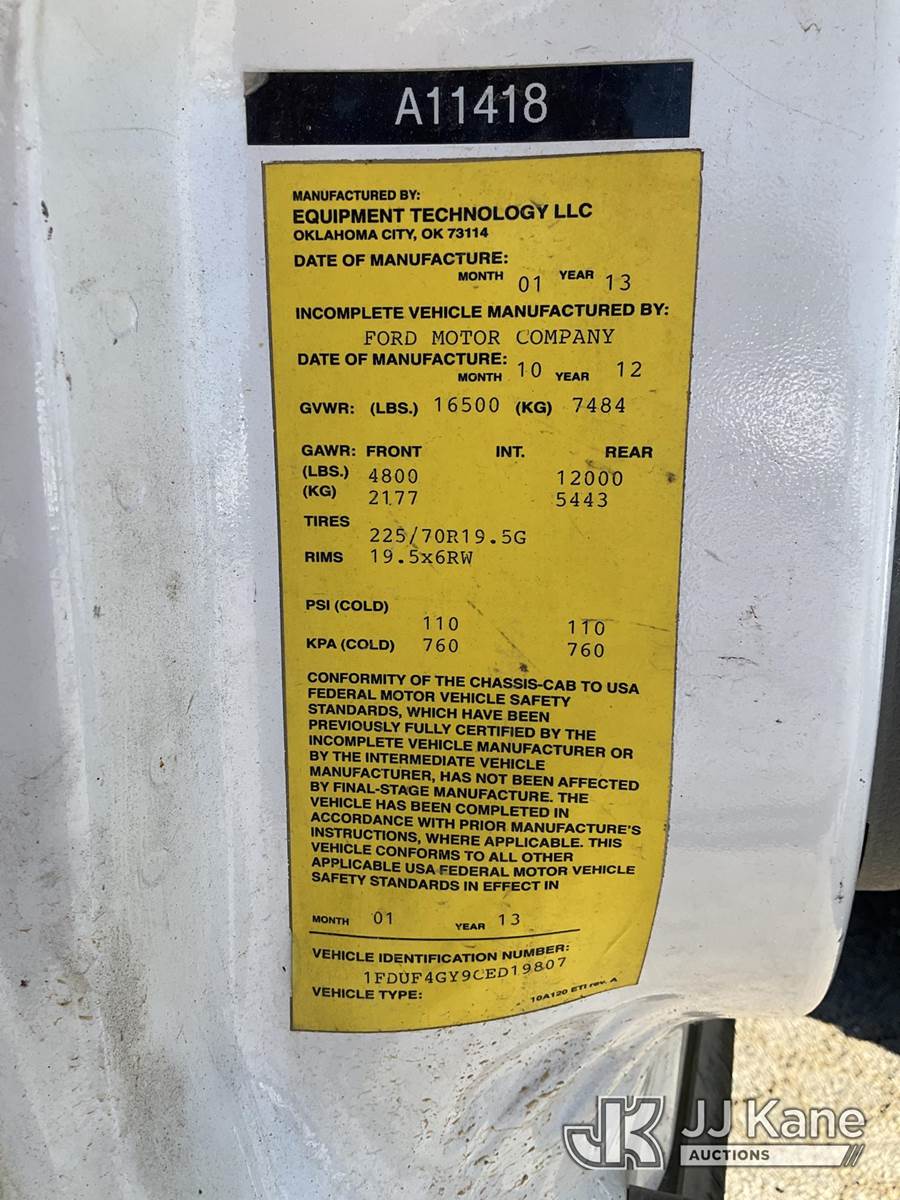 A11418
MANUFACTURED BY:
EQUIPMENT TECHNOLOGY LLC
OKLAHOMA CITY, OK 73114
DATE OF MANUFACTURE:
MONTH 01 YEAR 13
INCOMPLETE VEHICLE MANUFACTURED BY:
FORD MOTOR COMPANY
DATE OF MANUFACTURE:
MONTH 10 YEAR 12
GVWR: (LBS.) 16500 (KG) 7484
GAWR: FRONT INT. REAR
(LBS.) 4800 12000
(KG) 2177 5443
TIRES
225/70R19.5G
RIMS 19.5x6RW
PSI (COLD)
110 110
KPA (COLD) 760 760
CONFORMITY OF THE CHASSIS-CAB TO USA
FEDERAL MOTOR VEHICLE SAFETY
STANDARDS, WHICH HAVE BEEN
PREVIOUSLY FULLY CERTIFIED BY THE
INCOMPLETE VEHICLE MANUFACTURER OR
BY THE INTERMEDIATE VEHICLE
MANUFACTURER, HAS NOT BEEN AFFECTED
BY FINAL-STAGE MANUFACTURE. THE
VEHICLE HAS BEEN COMPLETED IN
ACCORDANCE WITH PRIOR MANUFACTURE'S
INSTRUCTIONS, WHERE APPLICABLE. THIS
VEHICLE CONFORMS TO ALL OTHER
APPLICABLE USA FEDERAL MOTOR VEHICLE
SAFETY STANDARDS IN EFFECT IN
MONTH 01 YEAR 13
VEHICLE IDENTIFICATION NUMBER:
1FDUF4GY9CED19807
VEHICLE TYPE: 10A120 ETI rev. A
JK JJ Kane
AUCTIONS